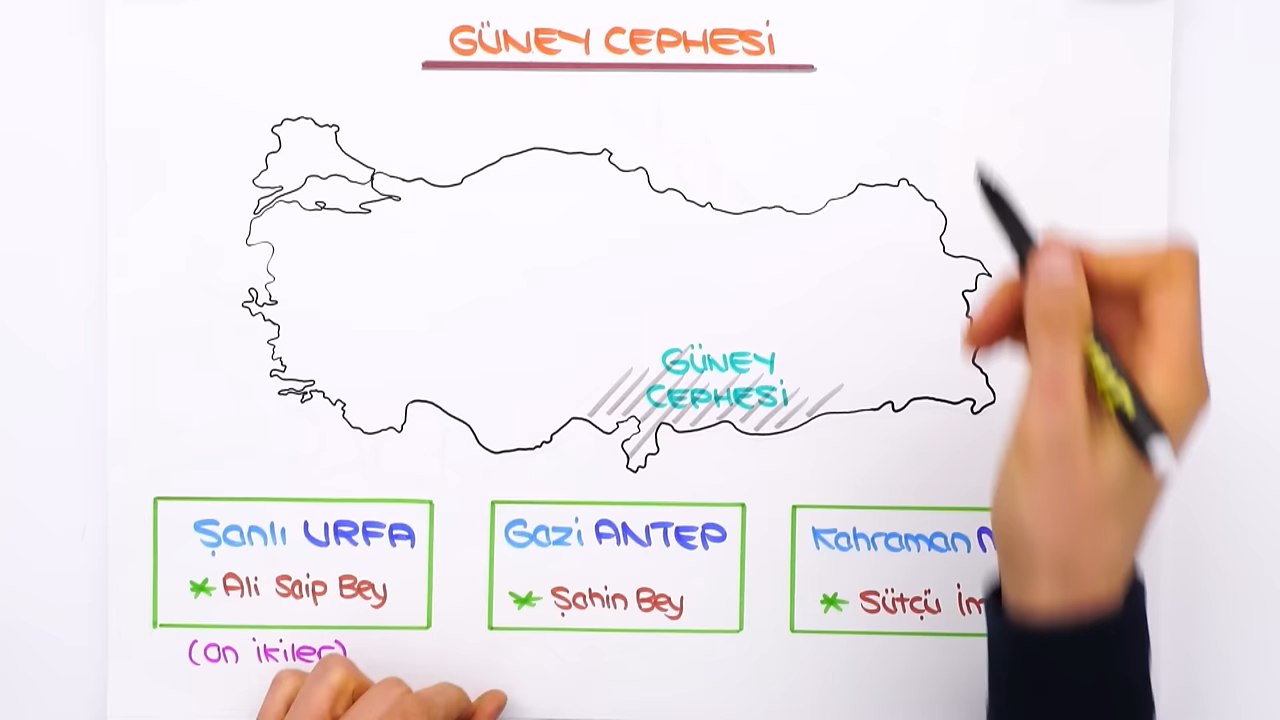 GÜNEY CEPHESİ
GÜNEY
CEPHESİ
Şanlı URFA
* Ali Saip Bey
(On ikiler)
Gazi ANTEP
* Şahin Bey
Kahraman
* Sütçü